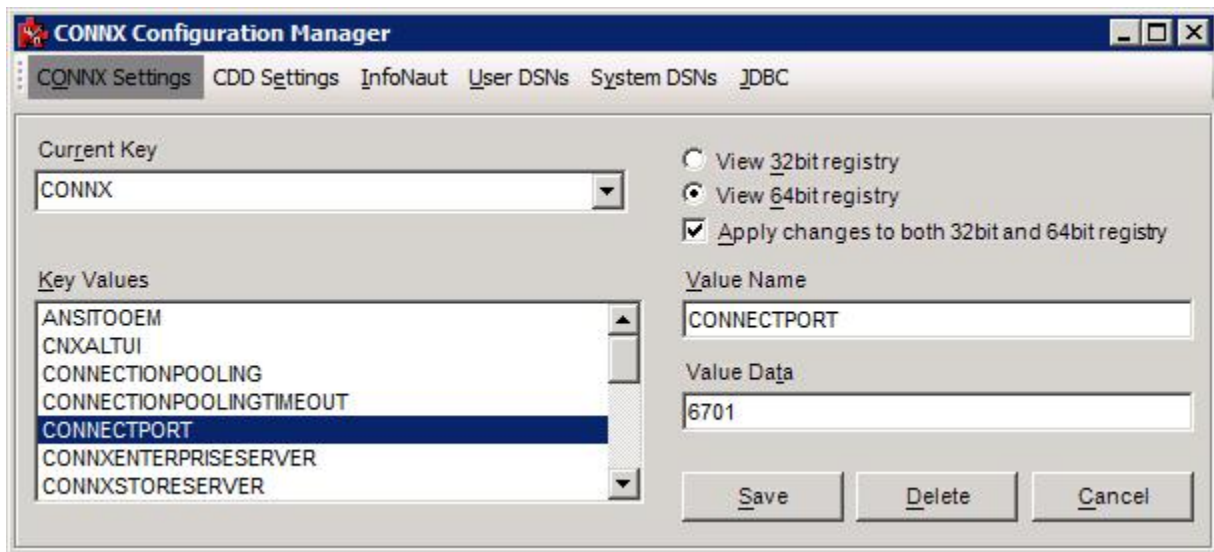 CONNX Configuration Manager
CONNX Settings CDD Settings InfoNaut User DSNs System DSNs JDBC
Current Key
CONNX
View 32bit registry
View 64bit registry
Apply changes to both 32bit and 64bit registry
Key Values
ANSITOOEM
CNXALTUI
CONNECTIONPOOLING
CONNECTIONPOOLINGTIMEOUT
CONNECTPORT
CONNXENTERPRISESERVER
CONNXSTORESERVER
Value Name
CONNECTPORT
Value Data
6701
Save Delete Cancel